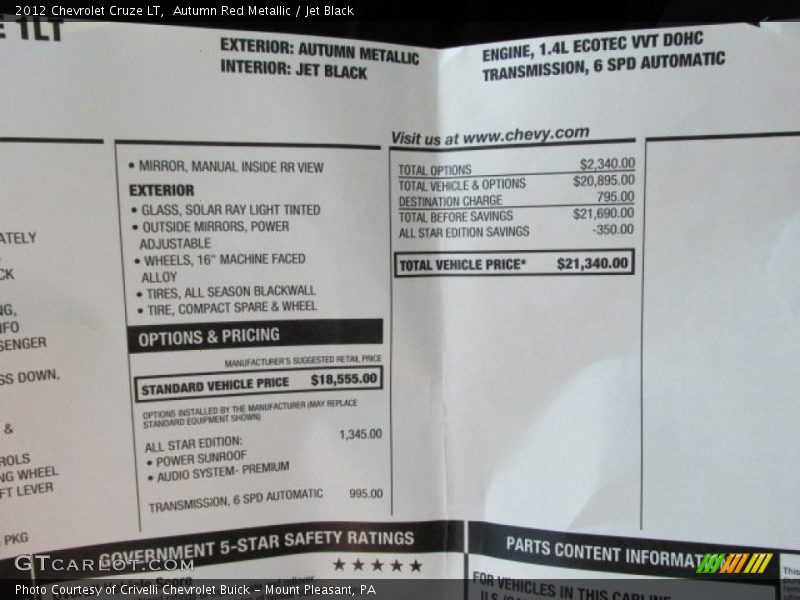 2012 Chevrolet Cruze LT,  Autumn Red Metallic / Jet Black
1LT
EXTERIOR: AUTUMN METALLIC
INTERIOR: JET BLACK
ENGINE, 1.4L ECOTEC VVT DOHC
TRANSMISSION, 6 SPD AUTOMATIC
Visit us at www.chevy.com
• MIRROR, MANUAL INSIDE RR VIEW
EXTERIOR
• GLASS, SOLAR RAY LIGHT TINTED
• OUTSIDE MIRRORS, POWER
ADJUSTABLE
• WHEELS, 16" MACHINE FACED
ALLOY
• TIRES, ALL SEASON BLACKWALL
• TIRE, COMPACT SPARE & WHEEL
OPTIONS & PRICING
MANUFACTURER'S SUGGESTED RETAIL PRICE
STANDARD VEHICLE PRICE $18,555.00
OPTIONS INSTALLED BY THE MANUFACTURER (MAY REPLACE
STANDARD EQUIPMENT SHOWN)
ALL STAR EDITION: 1,345.00
• POWER SUNROOF
• AUDIO SYSTEM- PREMIUM
TRANSMISSION, 6 SPD AUTOMATIC 995.00
TOTAL OPTIONS $2,340.00
TOTAL VEHICLE & OPTIONS $20,895.00
DESTINATION CHARGE 795.00
TOTAL BEFORE SAVINGS $21,690.00
ALL STAR EDITION SAVINGS -350.00
TOTAL VEHICLE PRICE* $21,340.00
ATELY
CK
NG,
NFO
SENGER
SS DOWN,
&
ROLS
NG WHEEL
FT LEVER
PKG
GOVERNMENT 5-STAR SAFETY RATINGS
★★★★★
PARTS CONTENT INFORMAT
FOR VEHICLES IN THIS CARLINE
This
GTCARLOT.COM
Photo Courtesy of Crivelli Chevrolet Buick - Mount Pleasant, PA